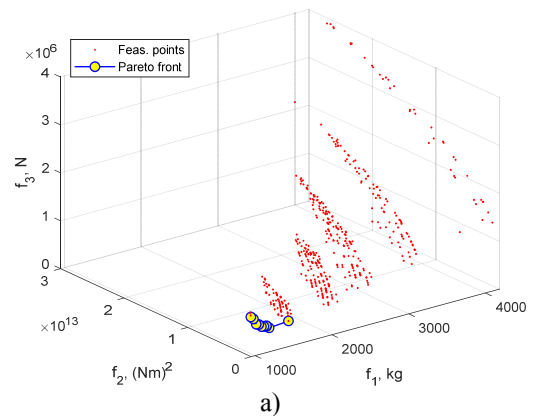 ×10⁶
Feas. points
Pareto front
4
3
2
1
0
f₃, N
3
2
1
0
×10¹³
f₂, (Nm)²
1000
2000
3000
4000
f₁, kg
a)